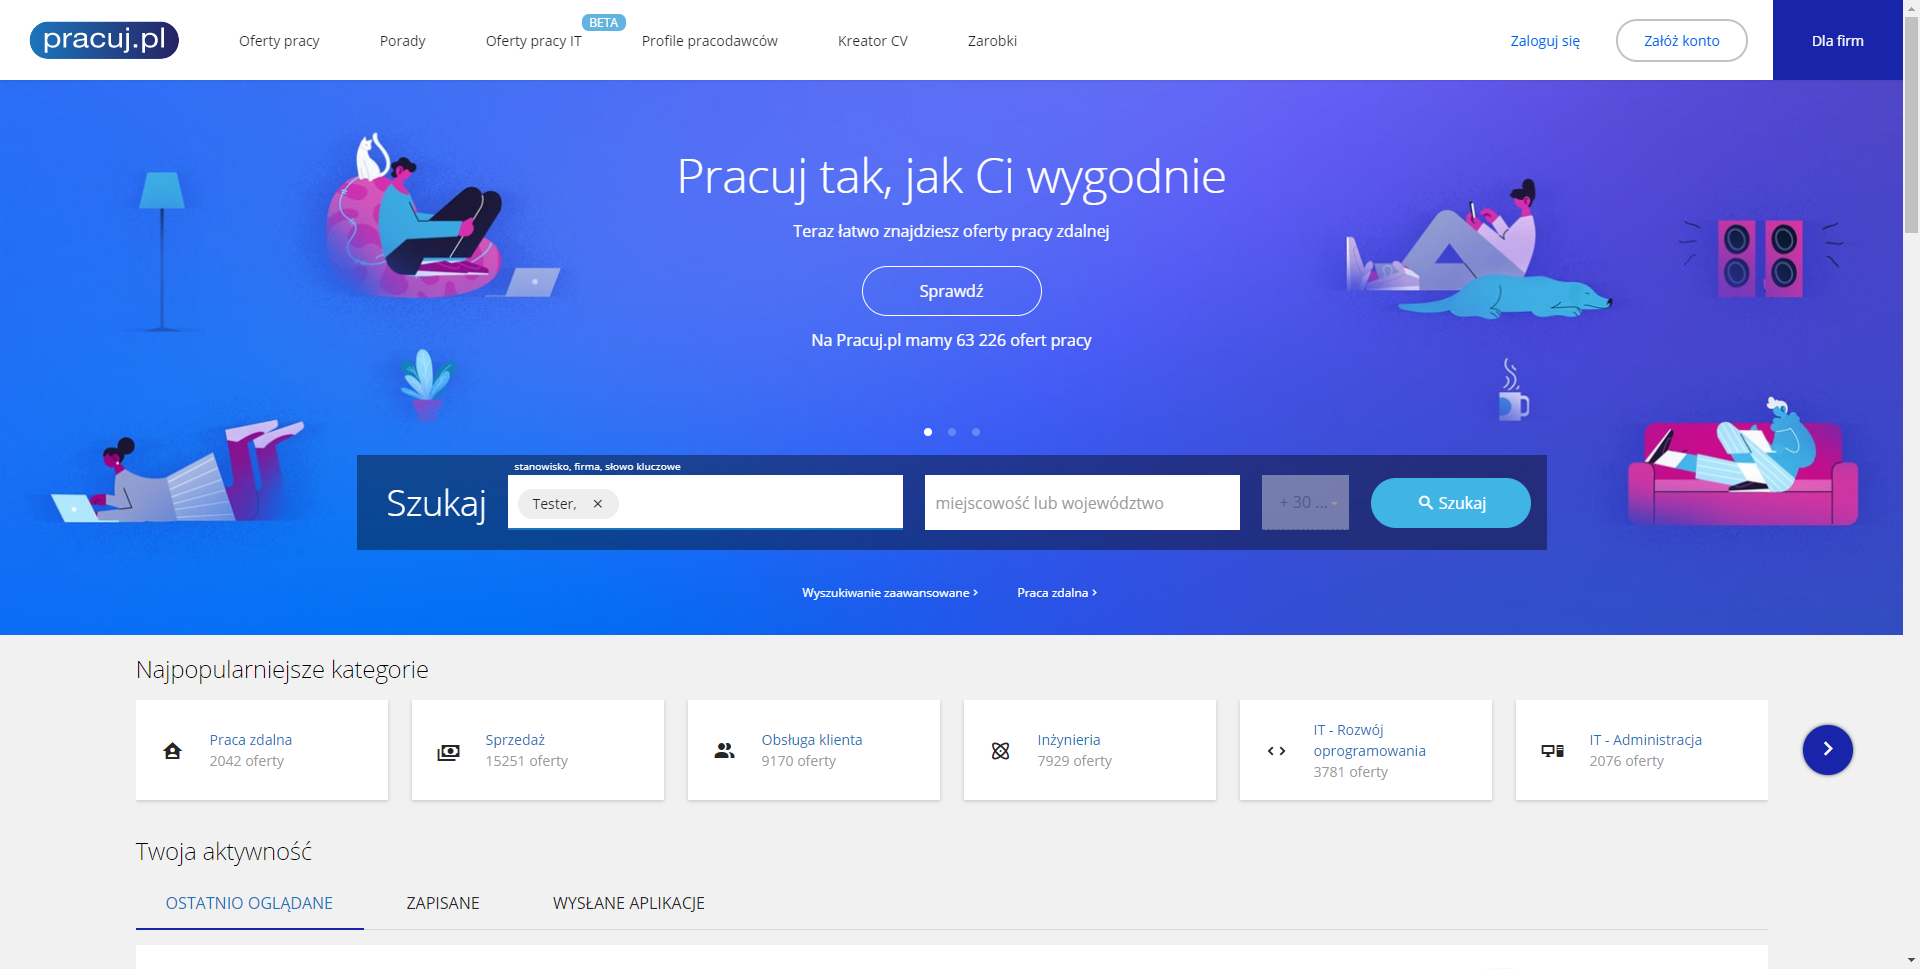 pracuj.pl
Oferty pracy
Porady
Oferty pracy IT
BETA
Profile pracodawców
Kreator CV
Zarobki
Zaloguj się
Załóż konto
Dla firm
Pracuj tak, jak Ci wygodnie
Teraz łatwo znajdziesz oferty pracy zdalnej
Sprawdź
Na Pracuj.pl mamy 63 226 ofert pracy
stanowisko, firma, słowo kluczowe
Szukaj
Tester, ×
miejscowość lub województwo
+ 30 ...
Szukaj
Wyszukiwanie zaawansowane ›
Praca zdalna ›
Najpopularniejsze kategorie
Praca zdalna
2042 oferty
Sprzedaż
15251 oferty
Obsługa klienta
9170 oferty
Inżynieria
7929 oferty
IT - Rozwój
oprogramowania
3781 oferty
IT - Administracja
2076 oferty
Twoja aktywność
OSTATNIO OGLĄDANE
ZAPISANE
WYSŁANE APLIKACJE